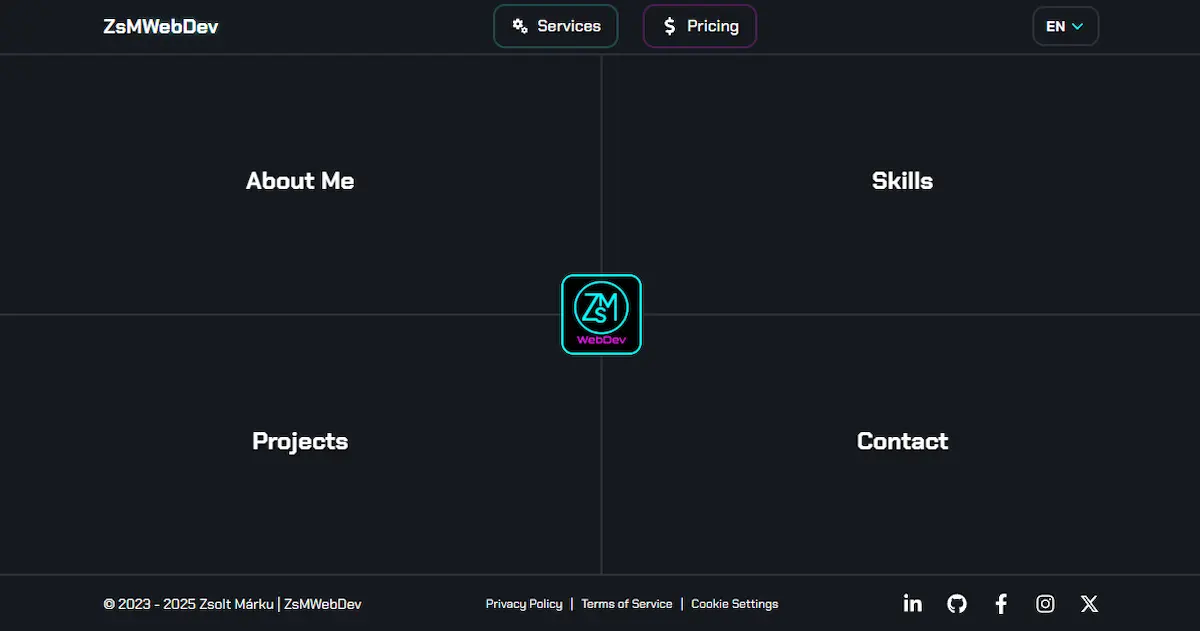 ZsMWebDev
Services
$ Pricing
EN
About Me
Skills
ZsM
WebDev
Projects
Contact
© 2023 - 2025 Zsolt Márku | ZsMWebDev
Privacy Policy | Terms of Service | Cookie Settings